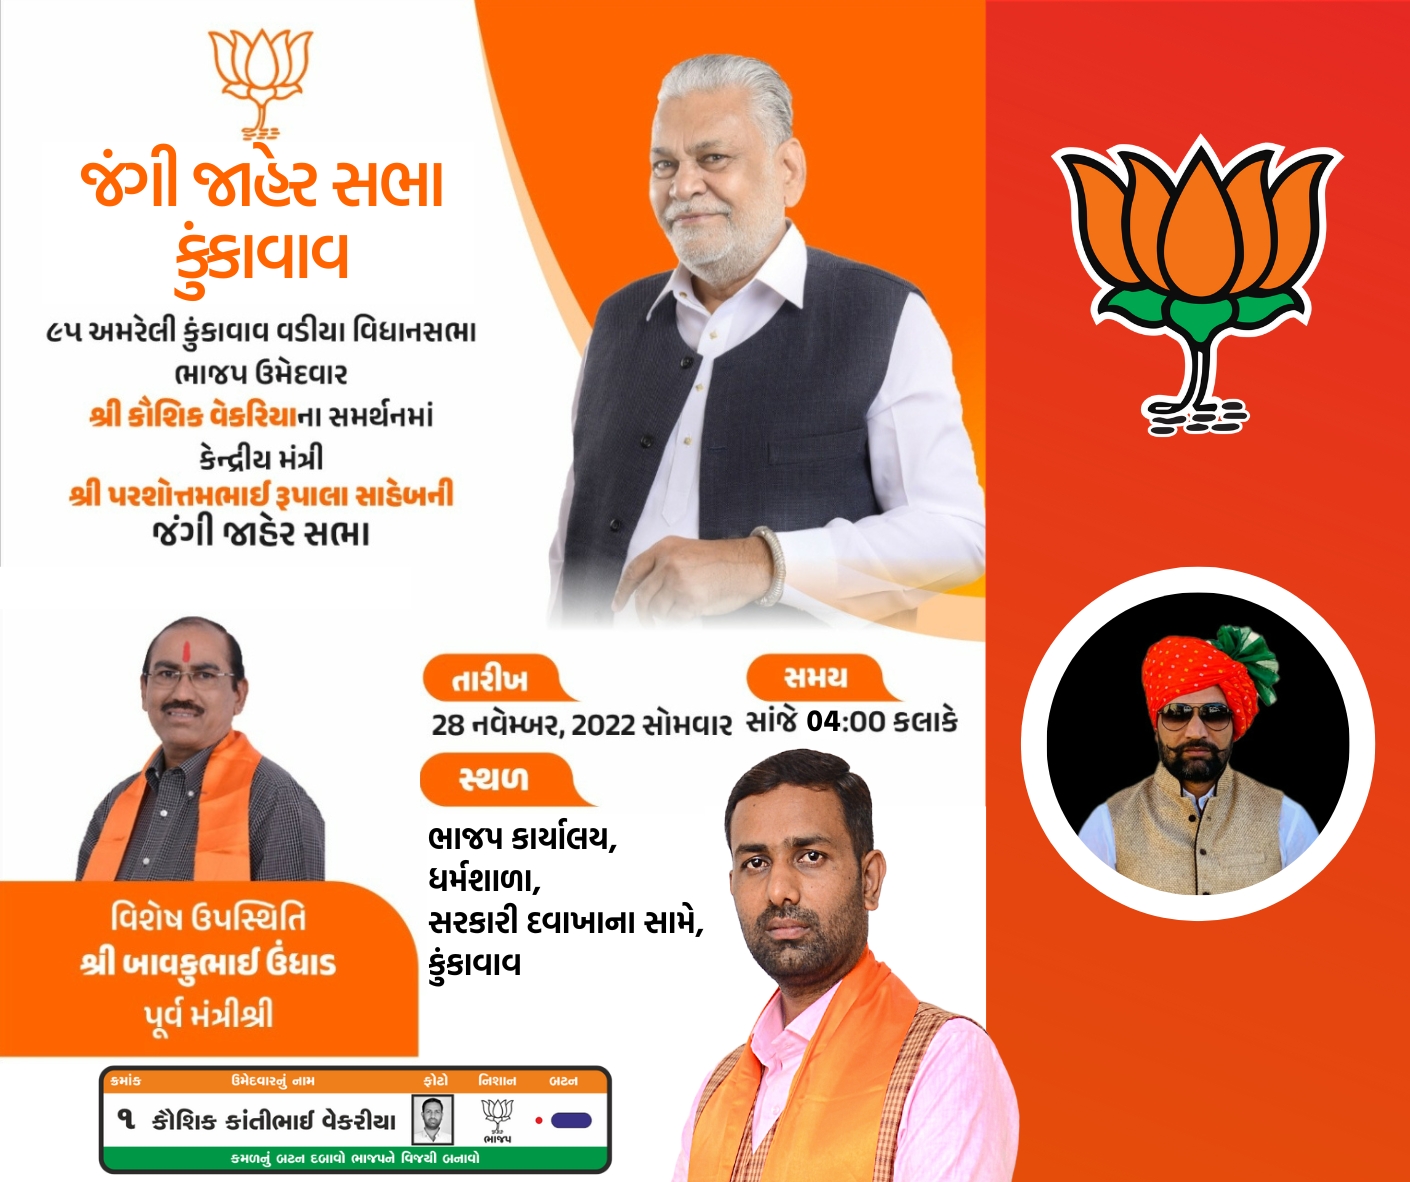 જંગી જાહેર સભા
કુંકાવાવ
૯૫ અમરેલી કુંકાવાવ વડીયા વિધાનસભા
ભાજપ ઉમેદવાર
શ્રી કૌશિક વેકરિયાના સમર્થનમાં
કેન્દ્રીય મંત્રી
શ્રી પરશોત્તમભાઈ રૂપાલા સાહેબની
જંગી જાહેર સભા
તારીખ
28 નવેમ્બર, 2022 સોમવાર
સમય
સાંજે 04:00 કલાકે
સ્થળ
ભાજપ કાર્યાલય,
ધર્મશાળા,
સરકારી દવાખાના સામે,
કુંકાવાવ
વિશેષ ઉપસ્થિતિ
શ્રી બાવકુભાઈ ઉંધાડ
પૂર્વ મંત્રીશ્રી
ક્રમાંક ઉમેદવારનું નામ ફોટો નિશાન બટન
૧ કૌશિક કાંતીભાઈ વેકરીયા
ભાજપ
કમળનું બટન દબાવો ભાજપને વિજયી બનાવો